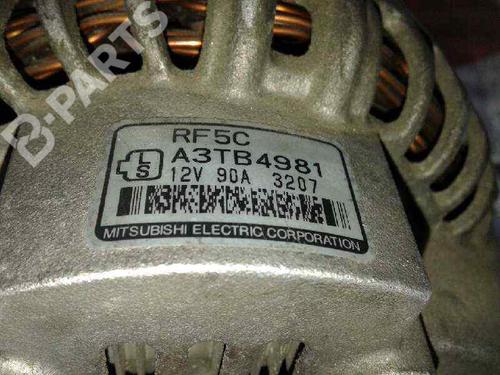 B-PARTS
RF5C
L
S
A3TB4981
12V 90A 3207
MITSUBISHI ELECTRIC CORPORATION